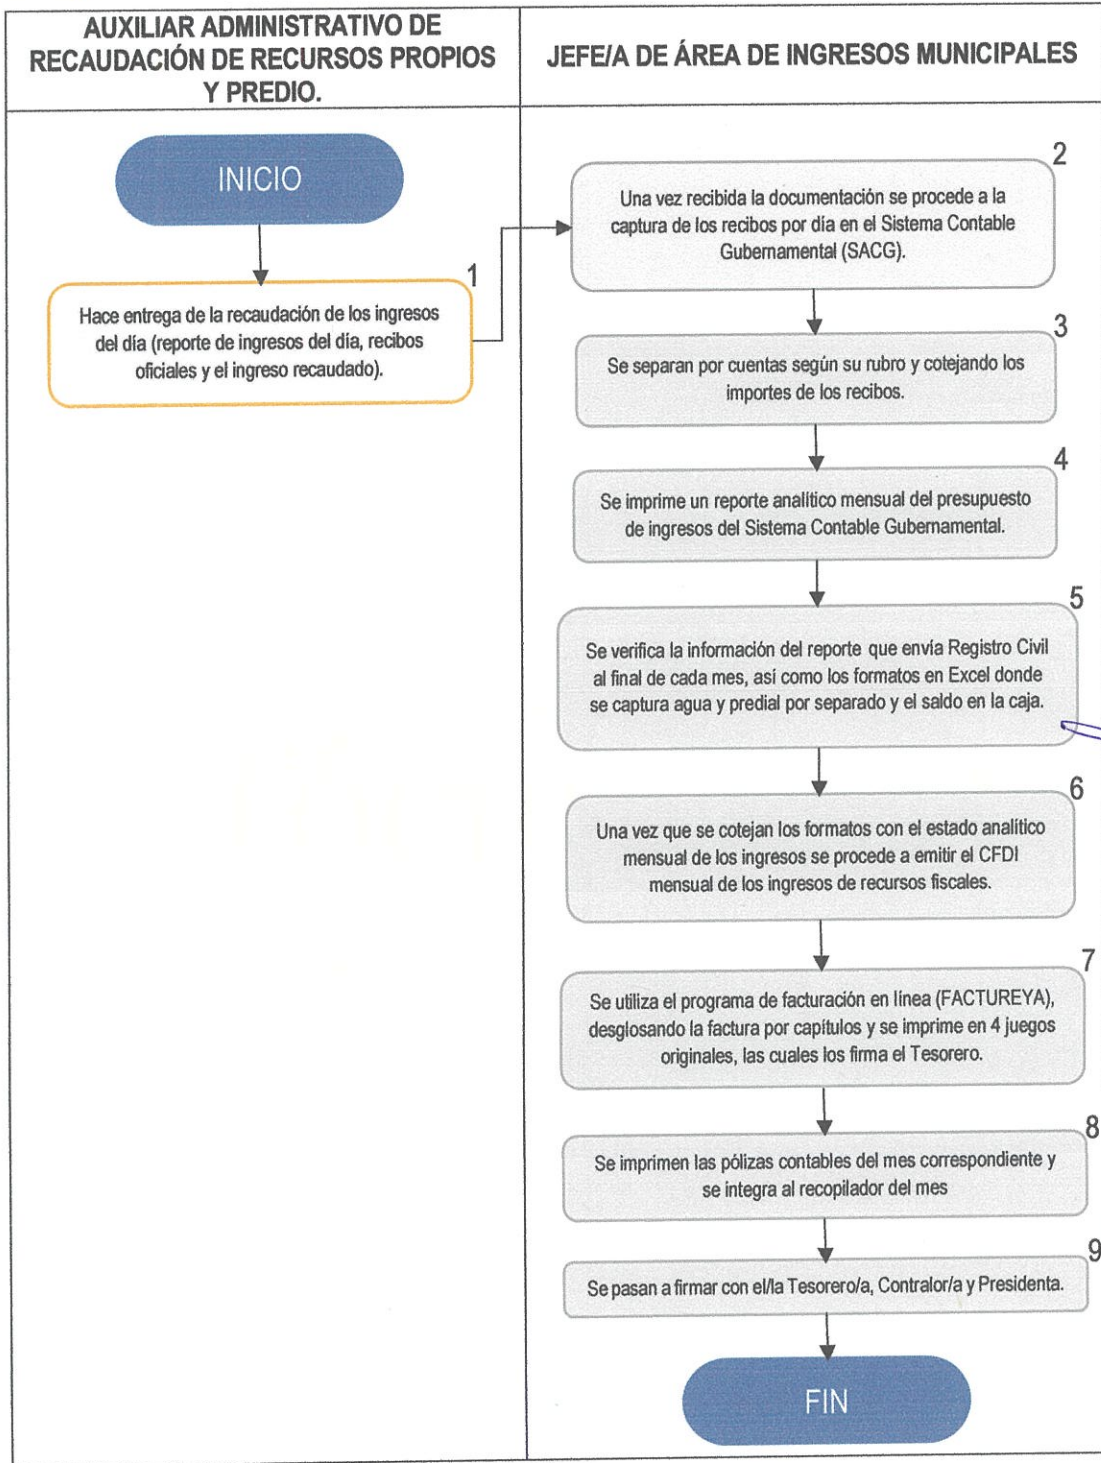 AUXILIAR ADMINISTRATIVO DE
RECAUDACIÓN DE RECURSOS PROPIOS
Y PREDIO.
JEFE/A DE ÁREA DE INGRESOS MUNICIPALES
INICIO
1
Hace entrega de la recaudación de los ingresos
del día (reporte de ingresos del día, recibos
oficiales y el ingreso recaudado).
2
Una vez recibida la documentación se procede a la
captura de los recibos por día en el Sistema Contable
Gubernamental (SACG).
3
Se separan por cuentas según su rubro y cotejando los
importes de los recibos.
4
Se imprime un reporte analítico mensual del presupuesto
de ingresos del Sistema Contable Gubernamental.
5
Se verifica la información del reporte que envía Registro Civil
al final de cada mes, así como los formatos en Excel donde
se captura agua y predial por separado y el saldo en la caja.
6
Una vez que se cotejan los formatos con el estado analítico
mensual de los ingresos se procede a emitir el CFDI
mensual de los ingresos de recursos fiscales.
7
Se utiliza el programa de facturación en línea (FACTUREYA),
desglosando la factura por capítulos y se imprime en 4 juegos
originales, las cuales los firma el Tesorero.
8
Se imprimen las pólizas contables del mes correspondiente y
se integra al recopilador del mes
9
Se pasan a firmar con el/la Tesorero/a, Contralor/a y Presidenta.
FIN